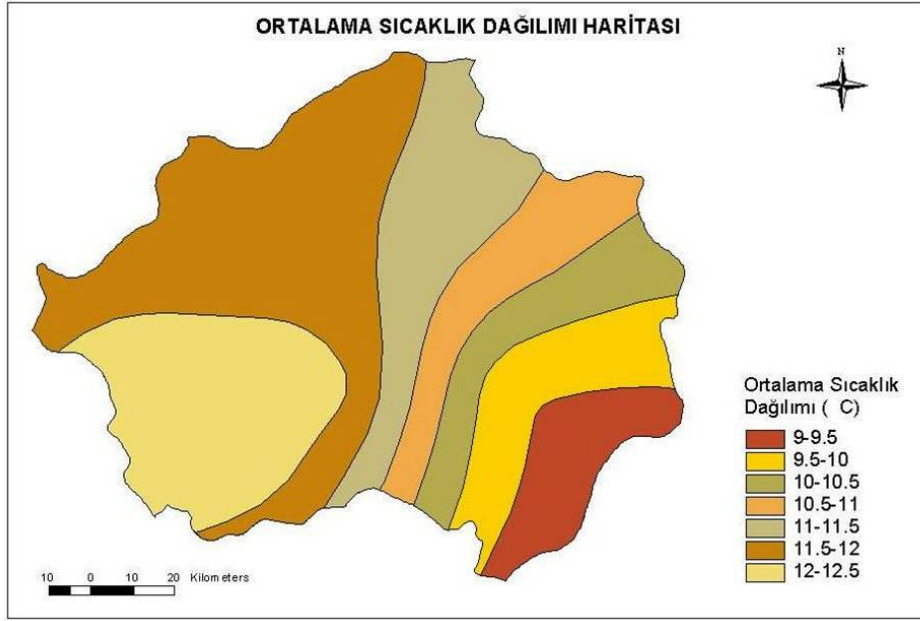 ORTALAMA SICAKLIK DAĞILIMI HARİTASI
N
Ortalama Sıcaklık
Dağılımı ( C)
9-9.5
9.5-10
10-10.5
10.5-11
11-11.5
11.5-12
12-12.5
10 0 10 20 Kilometers